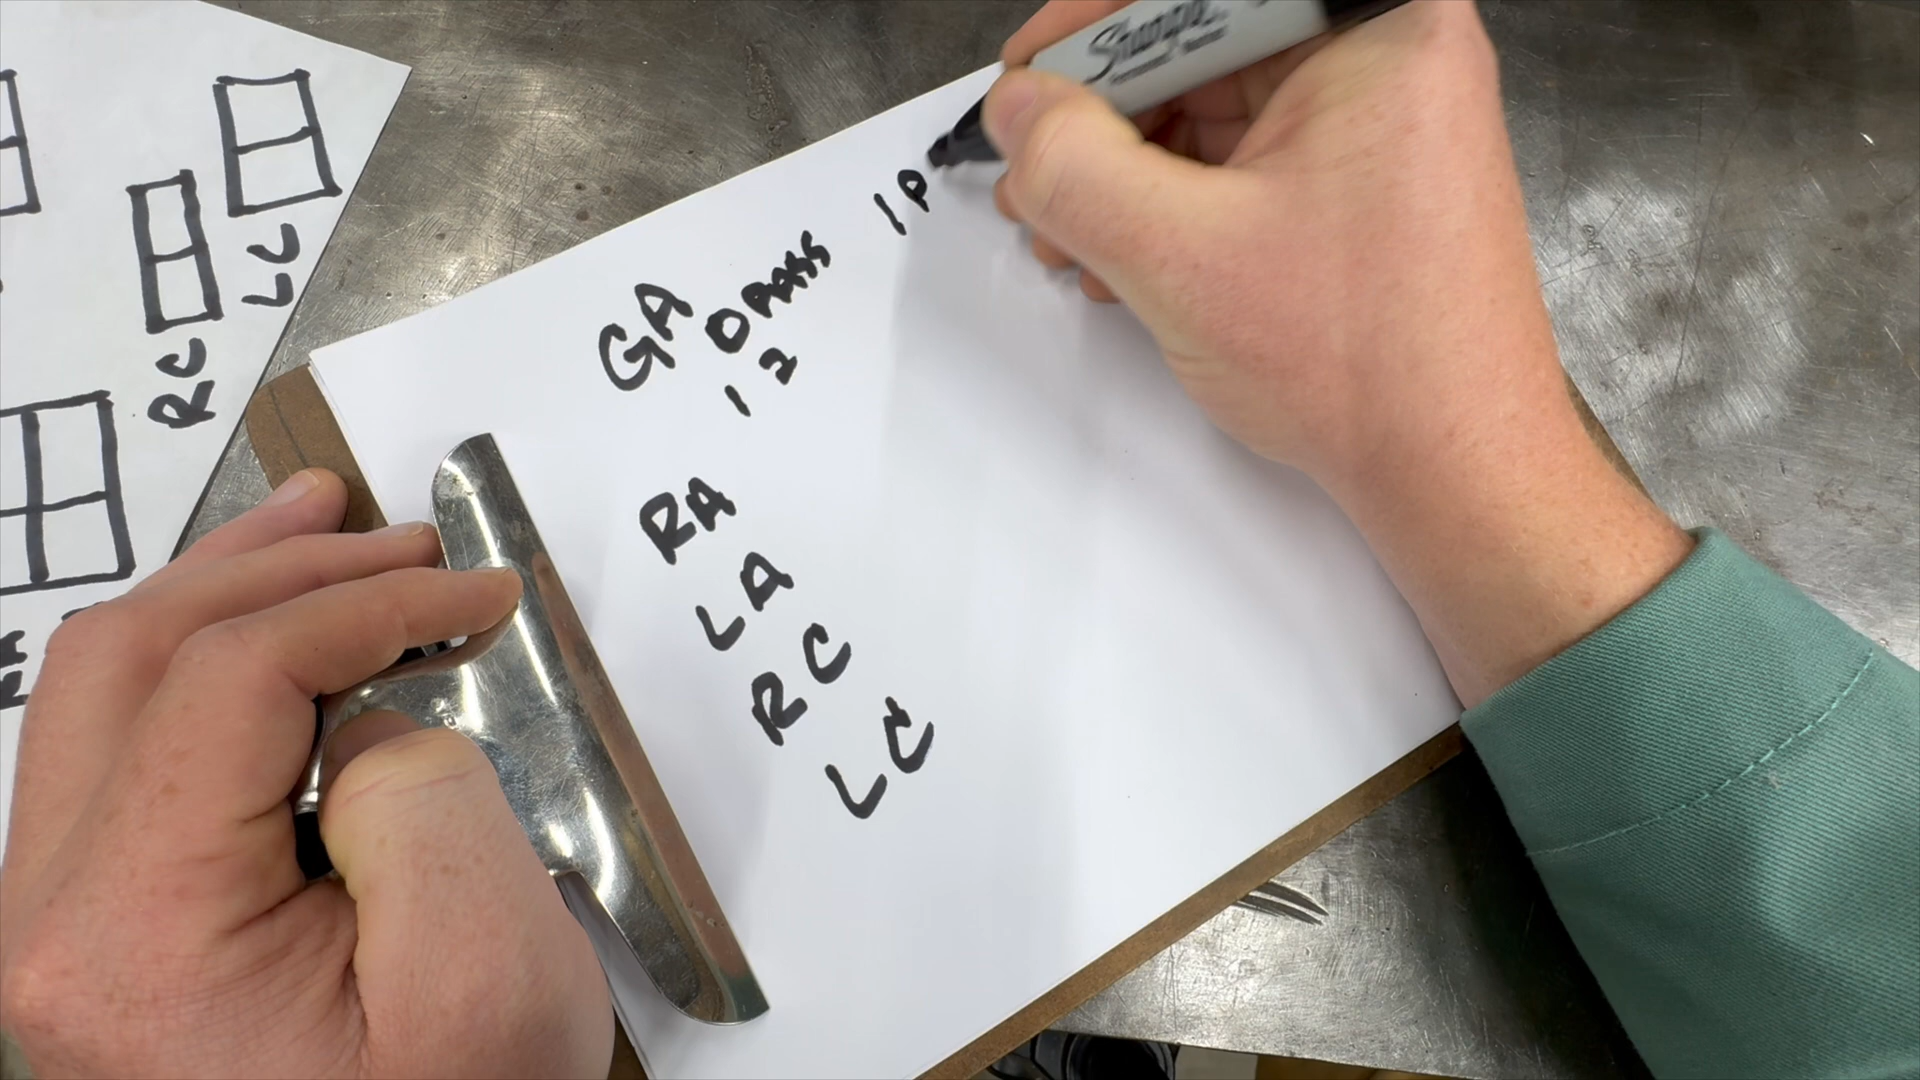 Sharpie
GA 0 PASS 1 P
1 2
RA
LA
RC
LC
LC
RC